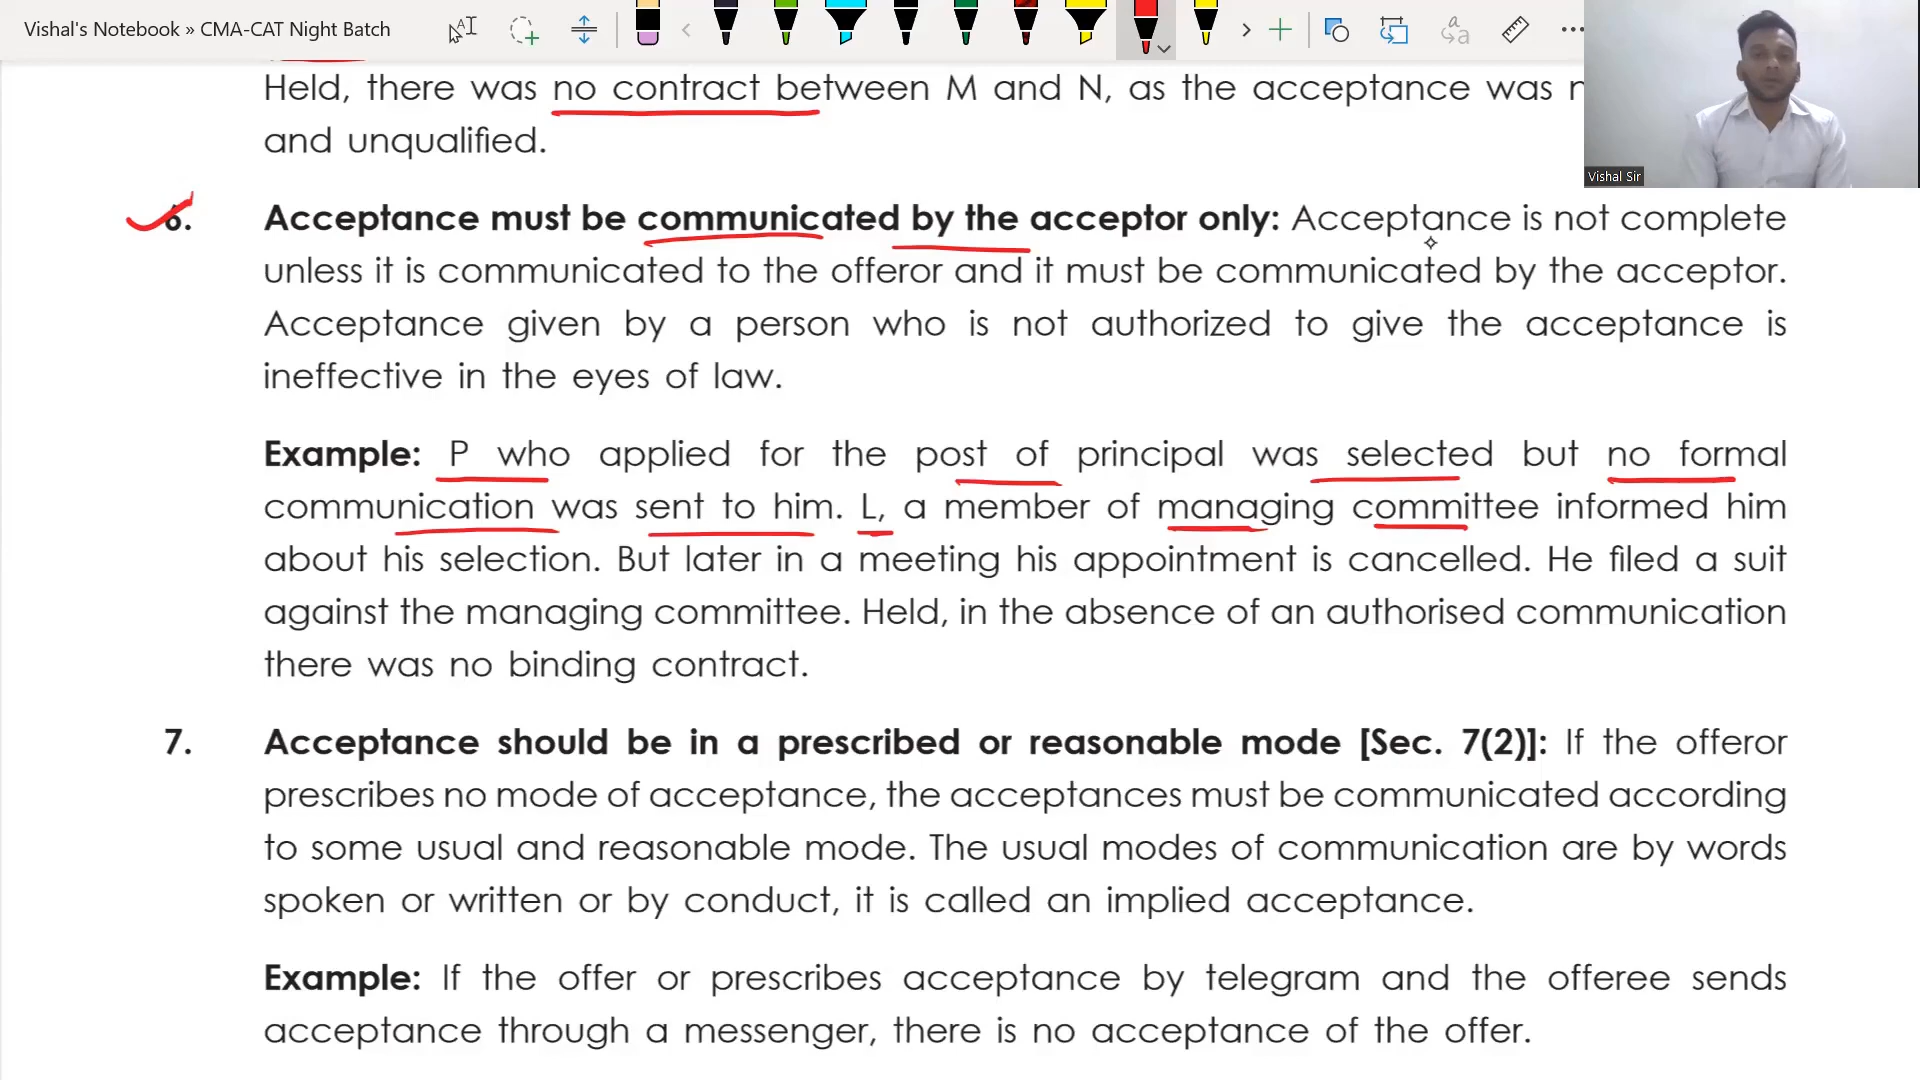 Vishal's Notebook » CMA-CAT Night Batch
Held, there was no contract between M and N, as the acceptance was
and unqualified.
6. Acceptance must be communicated by the acceptor only: Acceptance is not complete
unless it is communicated to the offeror and it must be communicated by the acceptor.
Acceptance given by a person who is not authorized to give the acceptance is
ineffective in the eyes of law.
Example: P who applied for the post of principal was selected but no formal
communication was sent to him. L, a member of managing committee informed him
about his selection. But later in a meeting his appointment is cancelled. He filed a suit
against the managing committee. Held, in the absence of an authorised communication
there was no binding contract.
7. Acceptance should be in a prescribed or reasonable mode [Sec. 7(2)]: If the offeror
prescribes no mode of acceptance, the acceptances must be communicated according
to some usual and reasonable mode. The usual modes of communication are by words
spoken or written or by conduct, it is called an implied acceptance.
Example: If the offer or prescribes acceptance by telegram and the offeree sends
acceptance through a messenger, there is no acceptance of the offer.
Vishal Sir